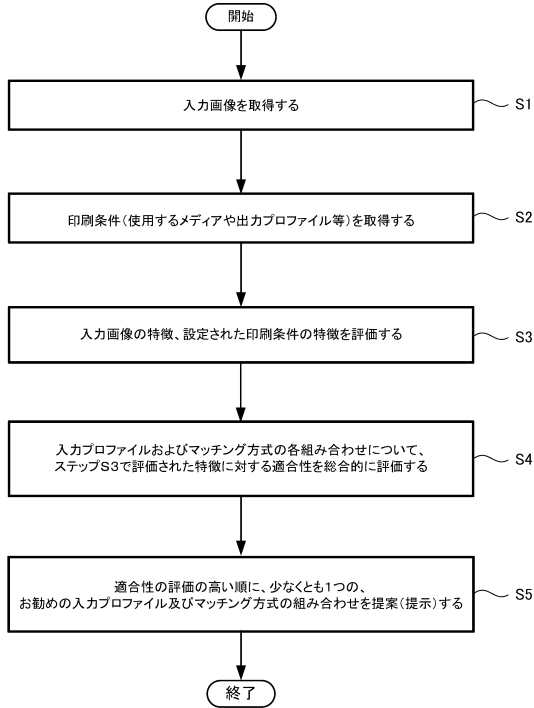 開始
入力画像を取得する
S1
印刷条件(使用するメディアや出力プロファイル等)を取得する
S2
入力画像の特徴、設定された印刷条件の特徴を評価する
S3
入力プロファイルおよびマッチング方式の各組み合わせについて、
ステップS3で評価された特徴に対する適合性を総合的に評価する
S4
適合性の評価の高い順に、少なくとも1つの、
お勧めの入力プロファイル及びマッチング方式の組み合わせを提案(提示)する
S5
終了